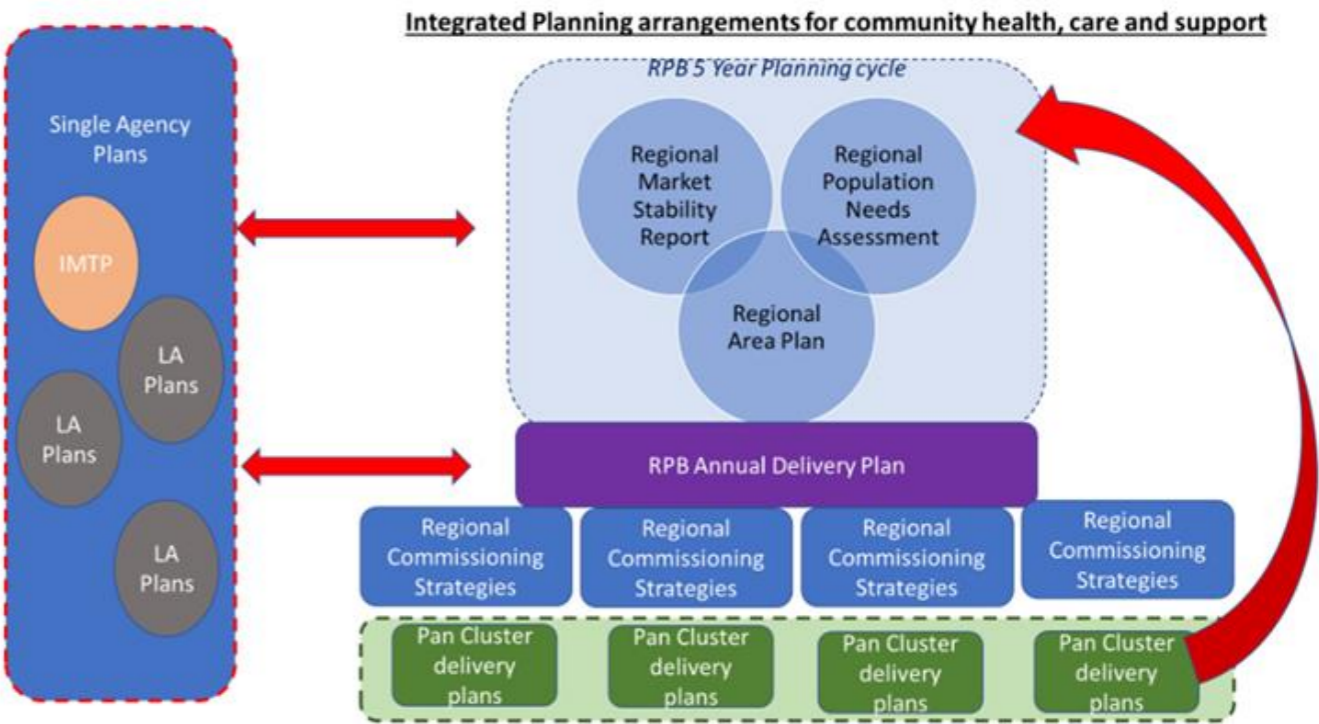 Integrated Planning arrangements for community health, care and support
Single Agency
Plans
IMTP
LA
Plans
LA
Plans
LA
Plans
RPB 5 Year Planning cycle
Regional
Market
Stability
Report
Regional
Population
Needs
Assessment
Regional
Area Plan
RPB Annual Delivery Plan
Regional
Commissioning
Strategies
Regional
Commissioning
Strategies
Regional
Commissioning
Strategies
Regional
Commissioning
Strategies
Pan Cluster
delivery
plans
Pan Cluster
delivery
plans
Pan Cluster
delivery
plans
Pan Cluster
delivery
plans